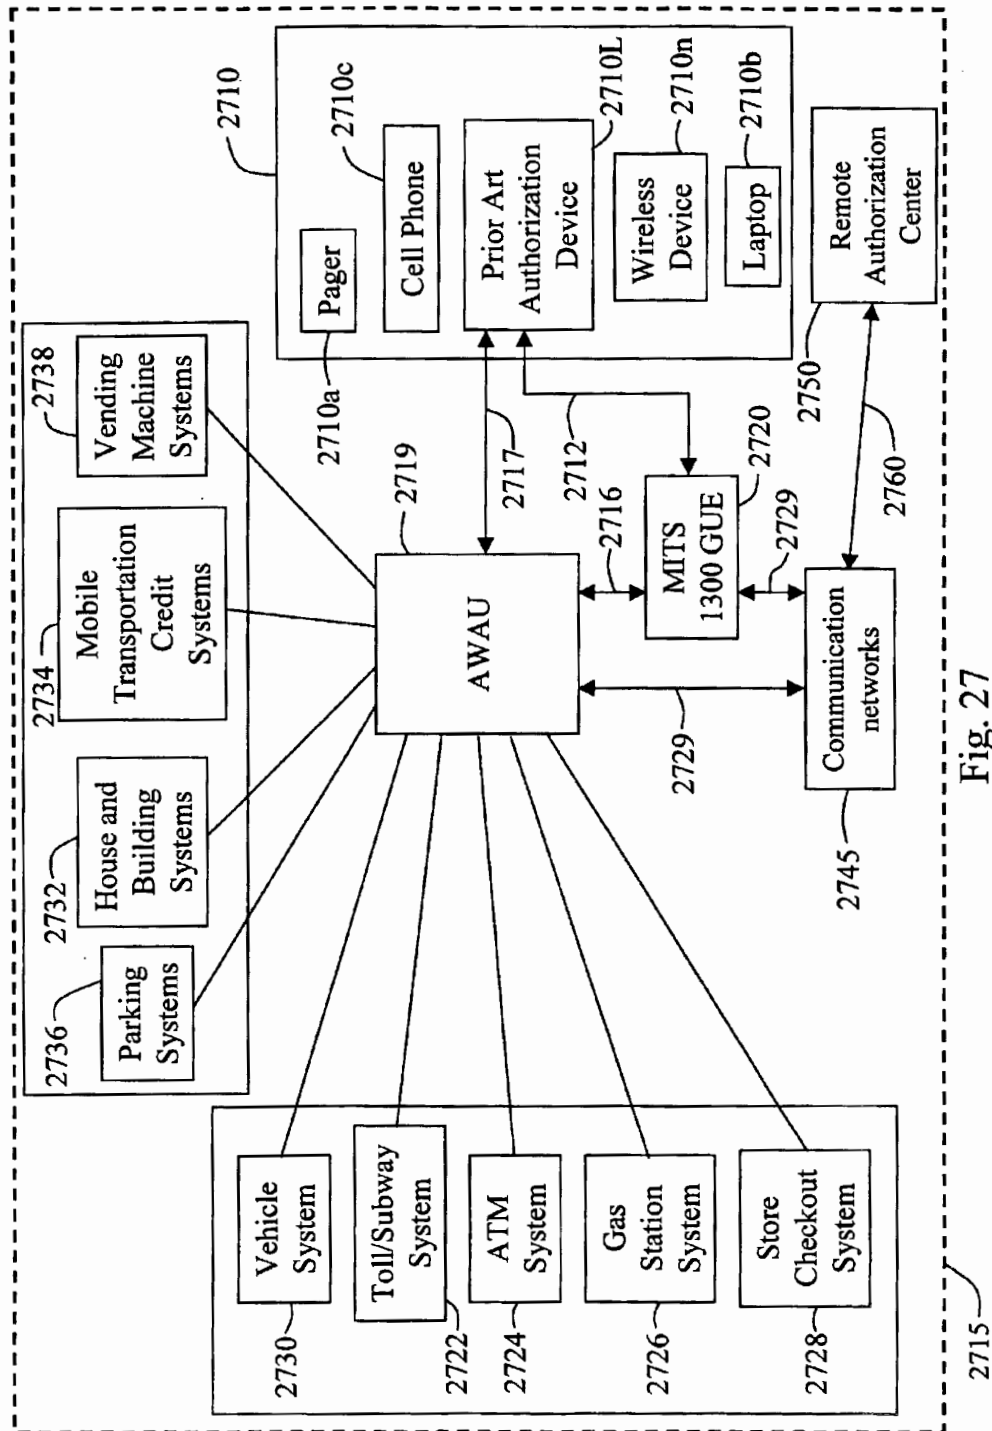 2736
Parking
Systems
2732
House and
Building
Systems
2734
Mobile
Transportation
Credit
Systems
2738
Vending
Machine
Systems
2710
2710a
Pager
2710c
Cell Phone
Prior Art
Authorization
Device
2710L
Wireless
Device
2710n
Laptop
2710b
Vehicle
System
2730
Toll/Subway
System
2722
ATM
System
2724
Gas
Station
System
2726
Store
Checkout
System
2728
AWAU
2719
2717
2712
2716
MITS
1300 GUE
2720
2729
2729
Communication
networks
2745
2750
Remote
Authorization
Center
2760
2715
Fig. 27